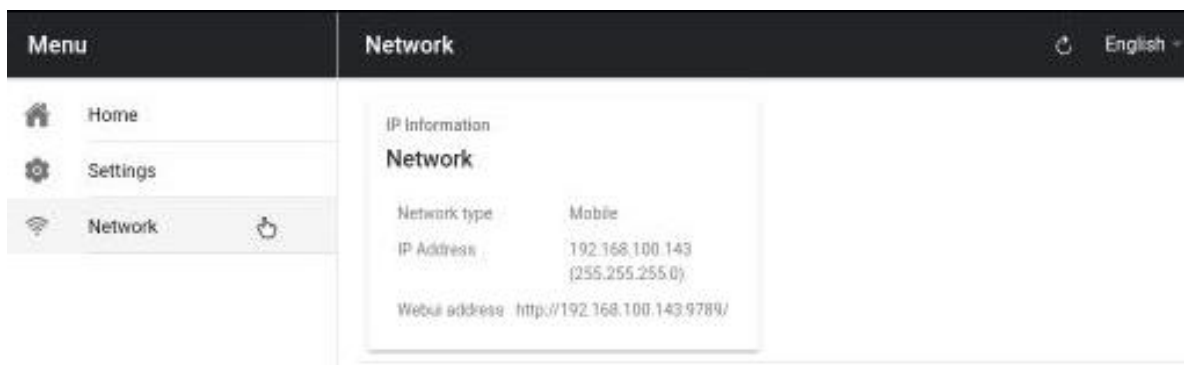 Menu
Network
English
Home
Settings
Network
IP Information
Network
Network type Mobile
IP Address 192.168.100.143
(255.255.255.0)
Webui address http://192.168.100.143:9789/